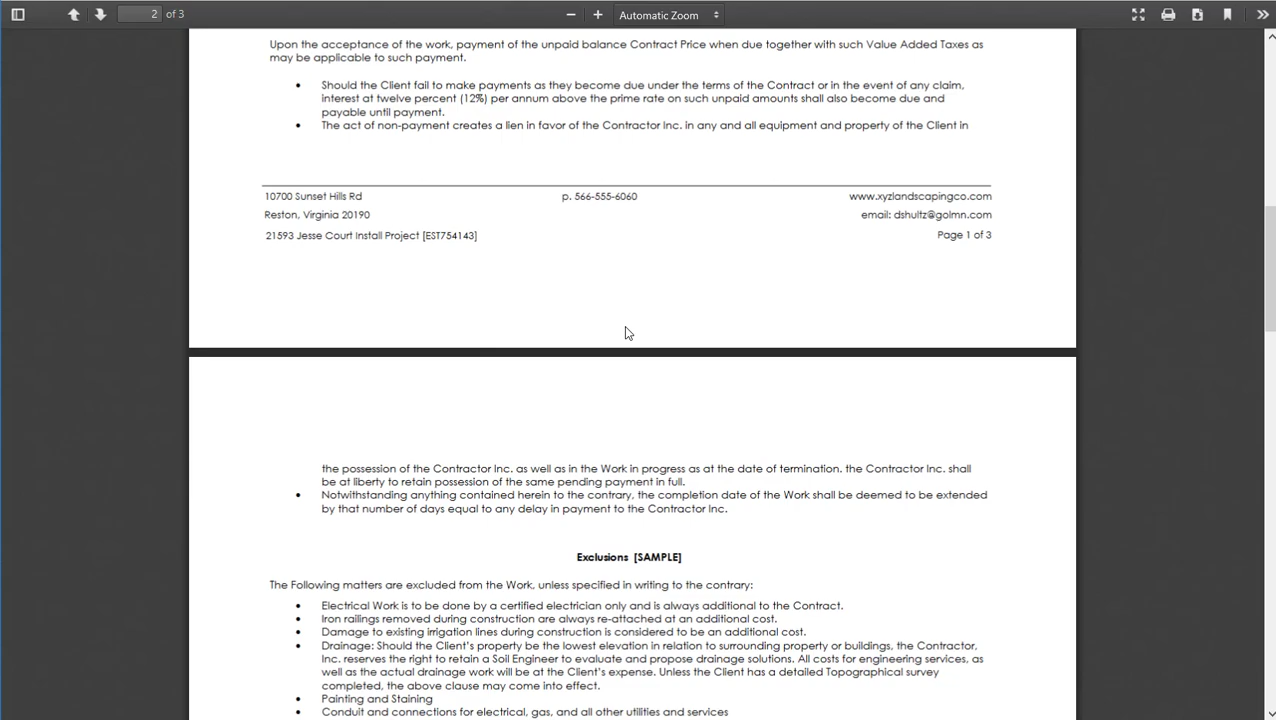 2 of 3 Automatic Zoom
Upon the acceptance of the work, payment of the unpaid balance Contract Price when due together with such Value Added Taxes as
may be applicable to such payment.
• Should the Client fail to make payments as they become due under the terms of the Contract or in the event of any claim,
interest at twelve percent (12%) per annum above the prime rate on such unpaid amounts shall also become due and
payable until payment.
• The act of non-payment creates a lien in favor of the Contractor Inc. in any and all equipment and property of the Client in
10700 Sunset Hills Rd p. 566-555-6060 www.xyzlandscapingco.com
Reston, Virginia 20190 email: dshultz@golmn.com
21593 Jesse Court Install Project [EST754143] Page 1 of 3
the possession of the Contractor Inc. as well as in the Work in progress as at the date of termination. the Contractor Inc. shall
be at liberty to retain possession of the same pending payment in full.
• Notwithstanding anything contained herein to the contrary, the completion date of the Work shall be deemed to be extended
by that number of days equal to any delay in payment to the Contractor Inc.
Exclusions [SAMPLE]
The Following matters are excluded from the Work, unless specified in writing to the contrary:
• Electrical Work is to be done by a certified electrician only and is always additional to the Contract.
• Iron railings removed during construction are always re-attached at an additional cost.
• Damage to existing irrigation lines during construction is considered to be an additional cost.
• Drainage: Should the Client's property be the lowest elevation in relation to surrounding property or buildings, the Contractor,
Inc. reserves the right to retain a Soil Engineer to evaluate and propose drainage solutions. All costs for engineering services, as
well as the actual drainage work will be at the Client's expense. Unless the Client has a detailed Topographical survey
completed, the above clause may come into effect.
• Painting and Staining
• Conduit and connections for electrical, gas, and all other utilities and services